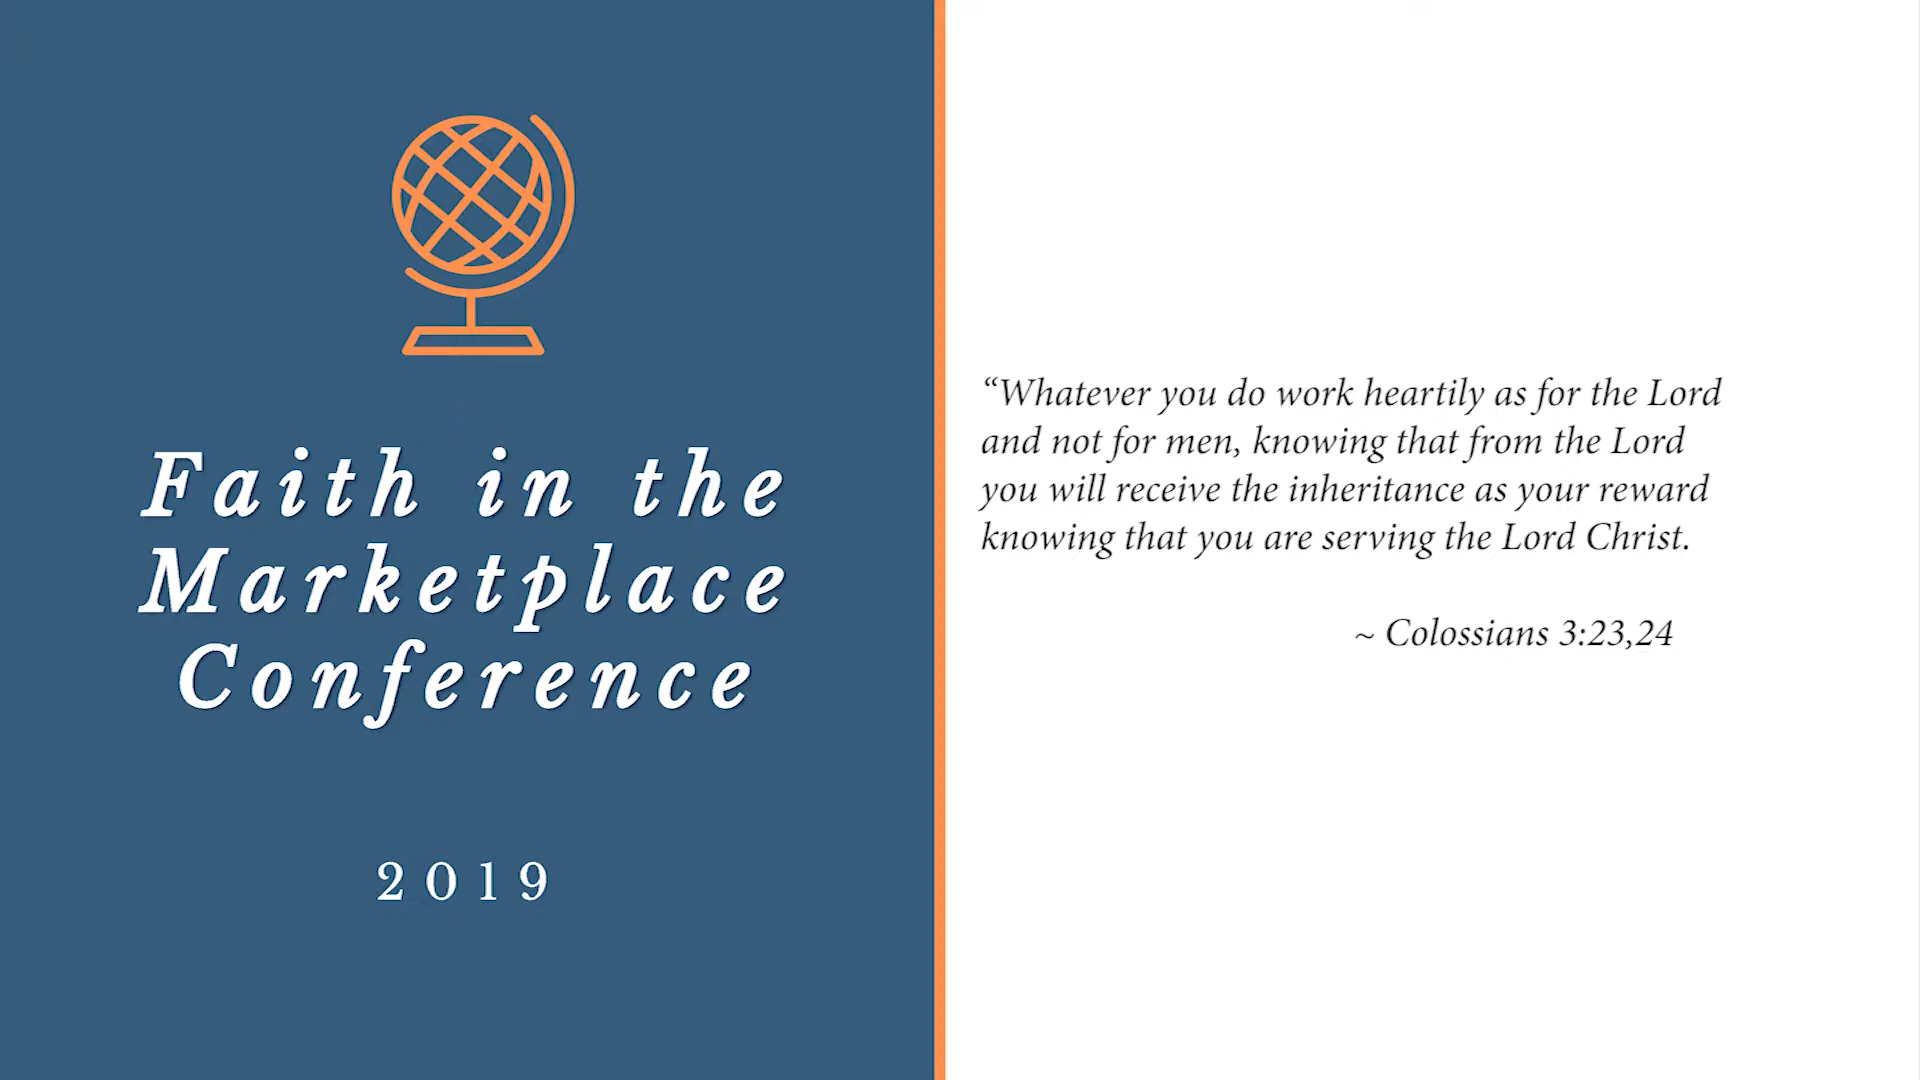 Faith in the
Marketplace
Conference
2019
“Whatever you do work heartily as for the Lord
and not for men, knowing that from the Lord
you will receive the inheritance as your reward
knowing that you are serving the Lord Christ.
~ Colossians 3:23,24